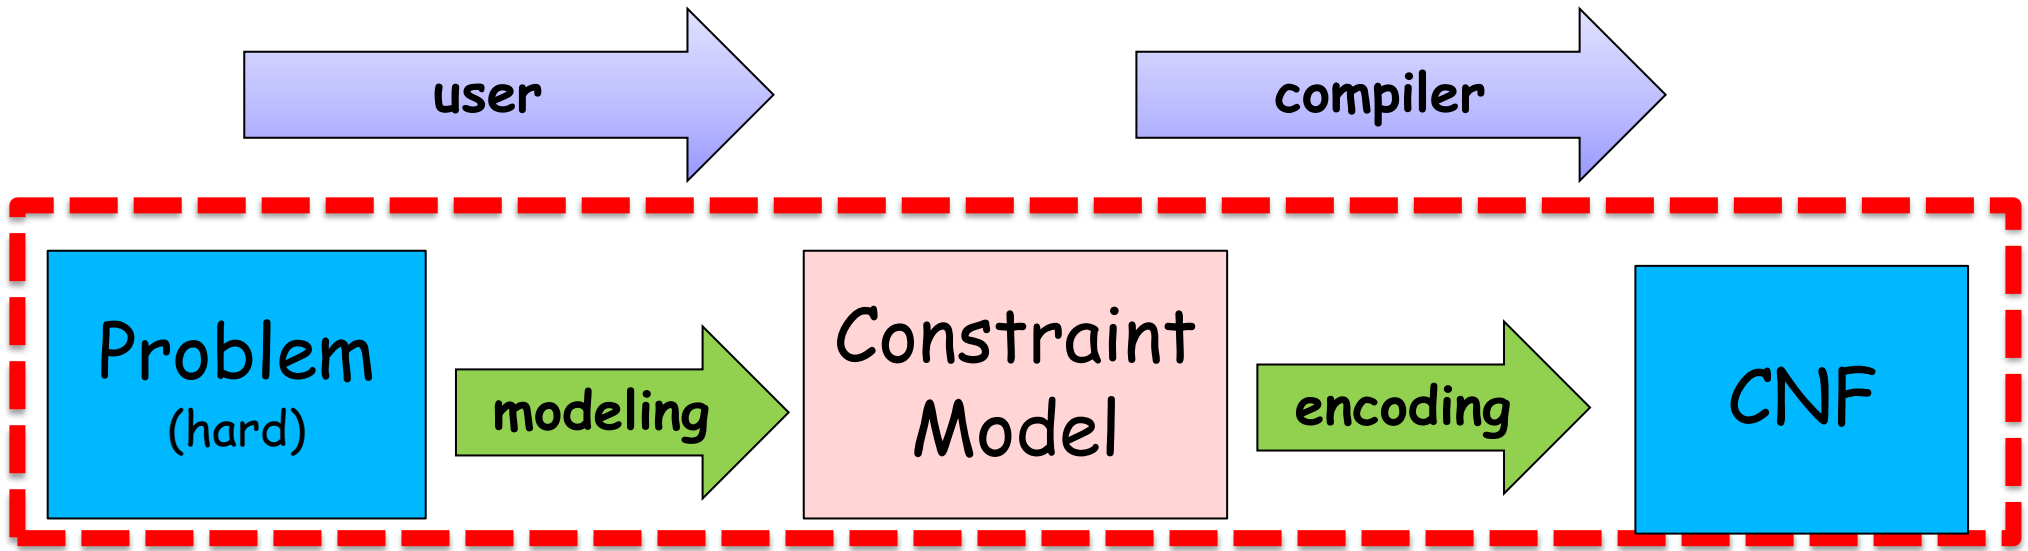 user
compiler
Problem
(hard)
modeling
Constraint
Model
encoding
CNF